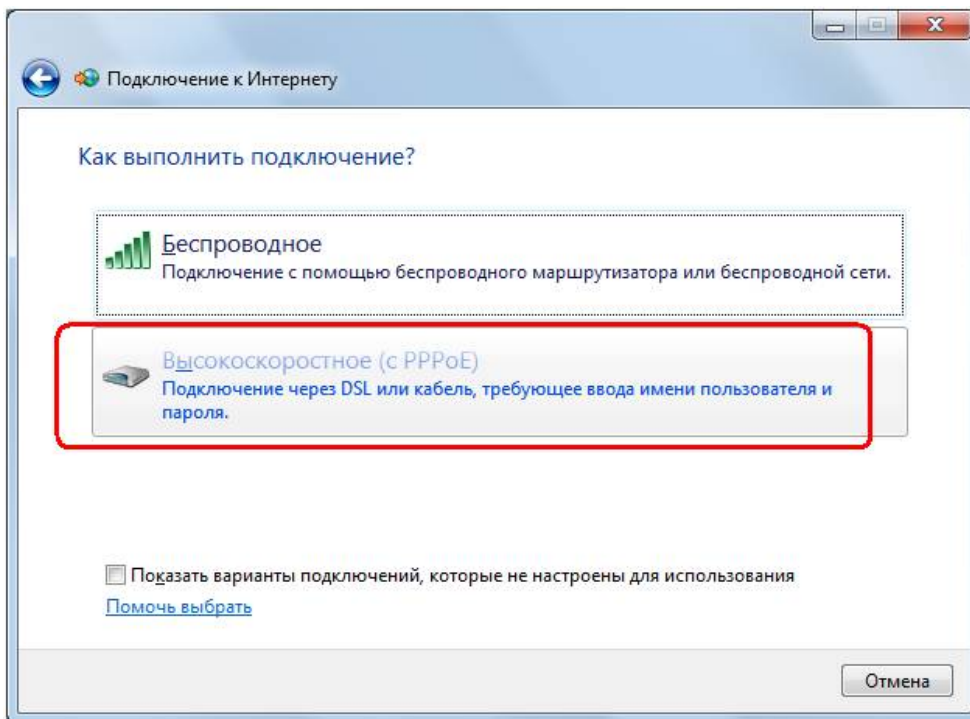 Подключение к Интернету
Как выполнить подключение?
Беспроводное
Подключение с помощью беспроводного маршрутизатора или беспроводной сети.
Высокоскоростное (с PPPoE)
Подключение через DSL или кабель, требующее ввода имени пользователя и
пароля.
Показать варианты подключений, которые не настроены для использования
Помочь выбрать
Отмена